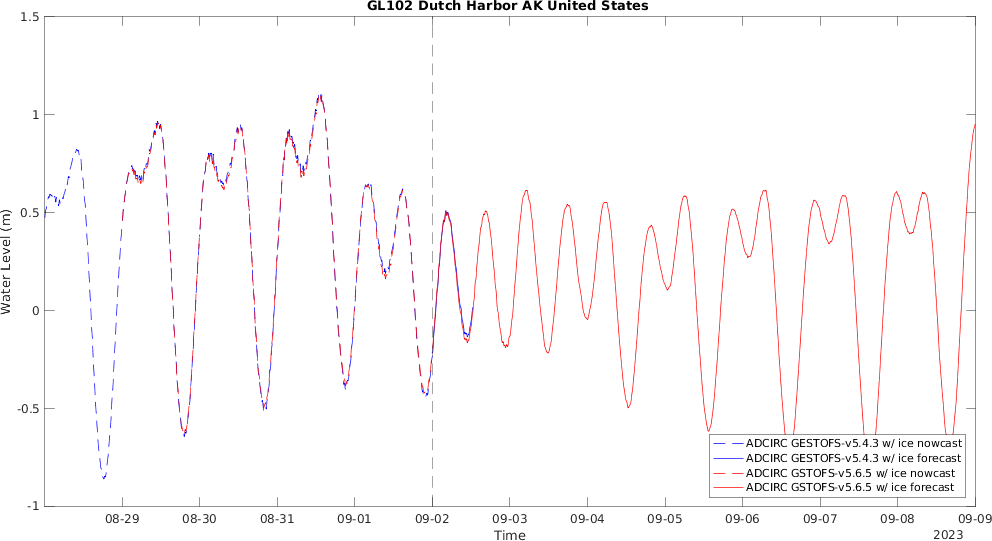 GL102 Dutch Harbor AK United States
1.5
1
0.5
0
-0.5
-1
Water Level (m)
ADCIRC GESTOFS-v5.4.3 w/ ice nowcast
ADCIRC GESTOFS-v5.4.3 w/ ice forecast
ADCIRC GSTOFS-v5.6.5 w/ ice nowcast
ADCIRC GSTOFS-v5.6.5 w/ ice forecast
08-29 08-30 08-31 09-01 09-02 09-03 09-04 09-05 09-06 09-07 09-08 09-09
Time
2023